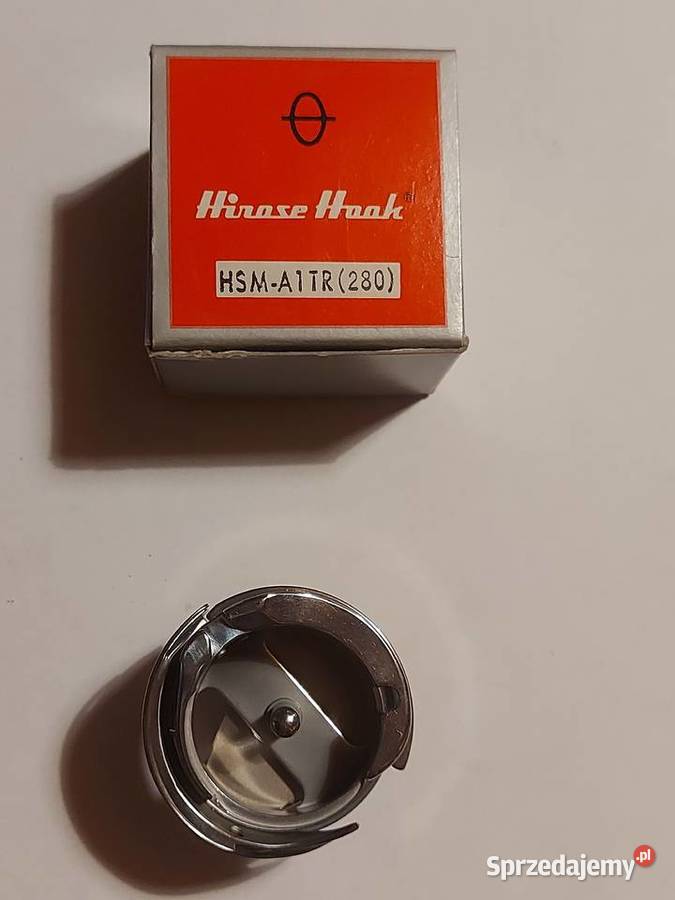 Hirose Hook
HSM-A1TR(280)
Sprzedajemy.pl